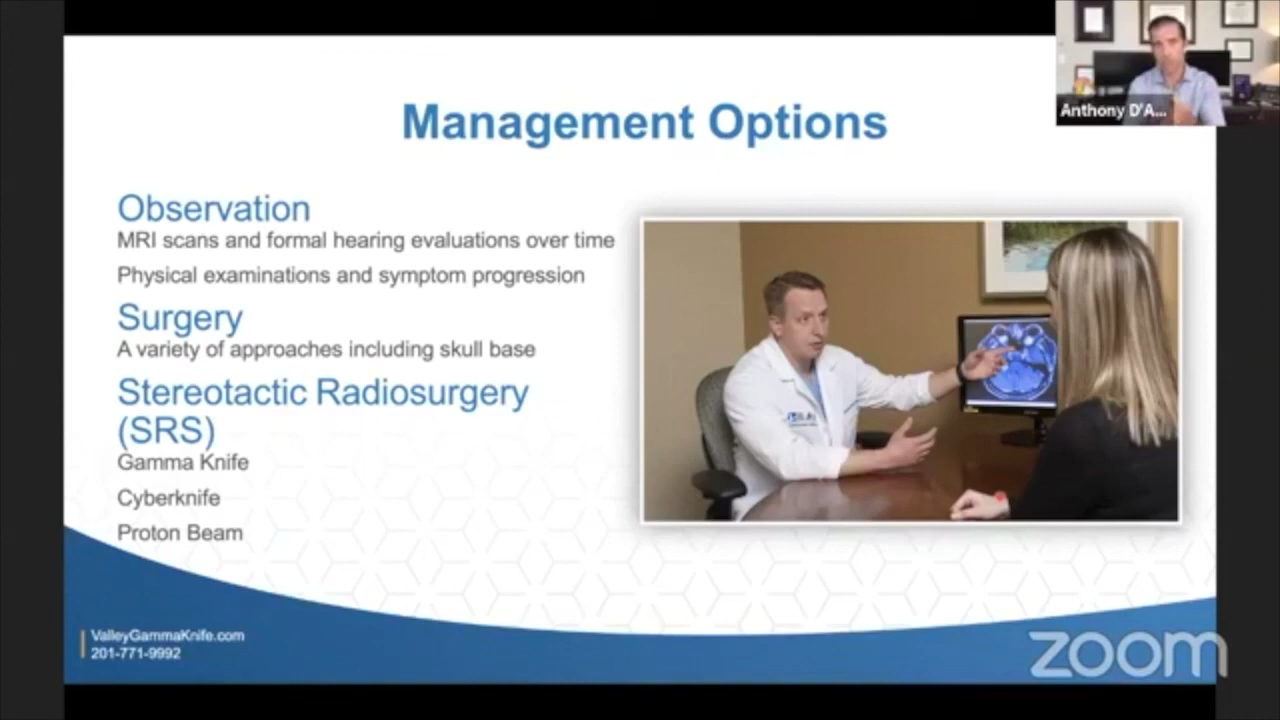 Management Options
Anthony D'A...
Observation
MRI scans and formal hearing evaluations over time
Physical examinations and symptom progression
Surgery
A variety of approaches including skull base
Stereotactic Radiosurgery
(SRS)
Gamma Knife
Cyberknife
Proton Beam
ValleyGammaKnife.com
201-771-9992
zoom